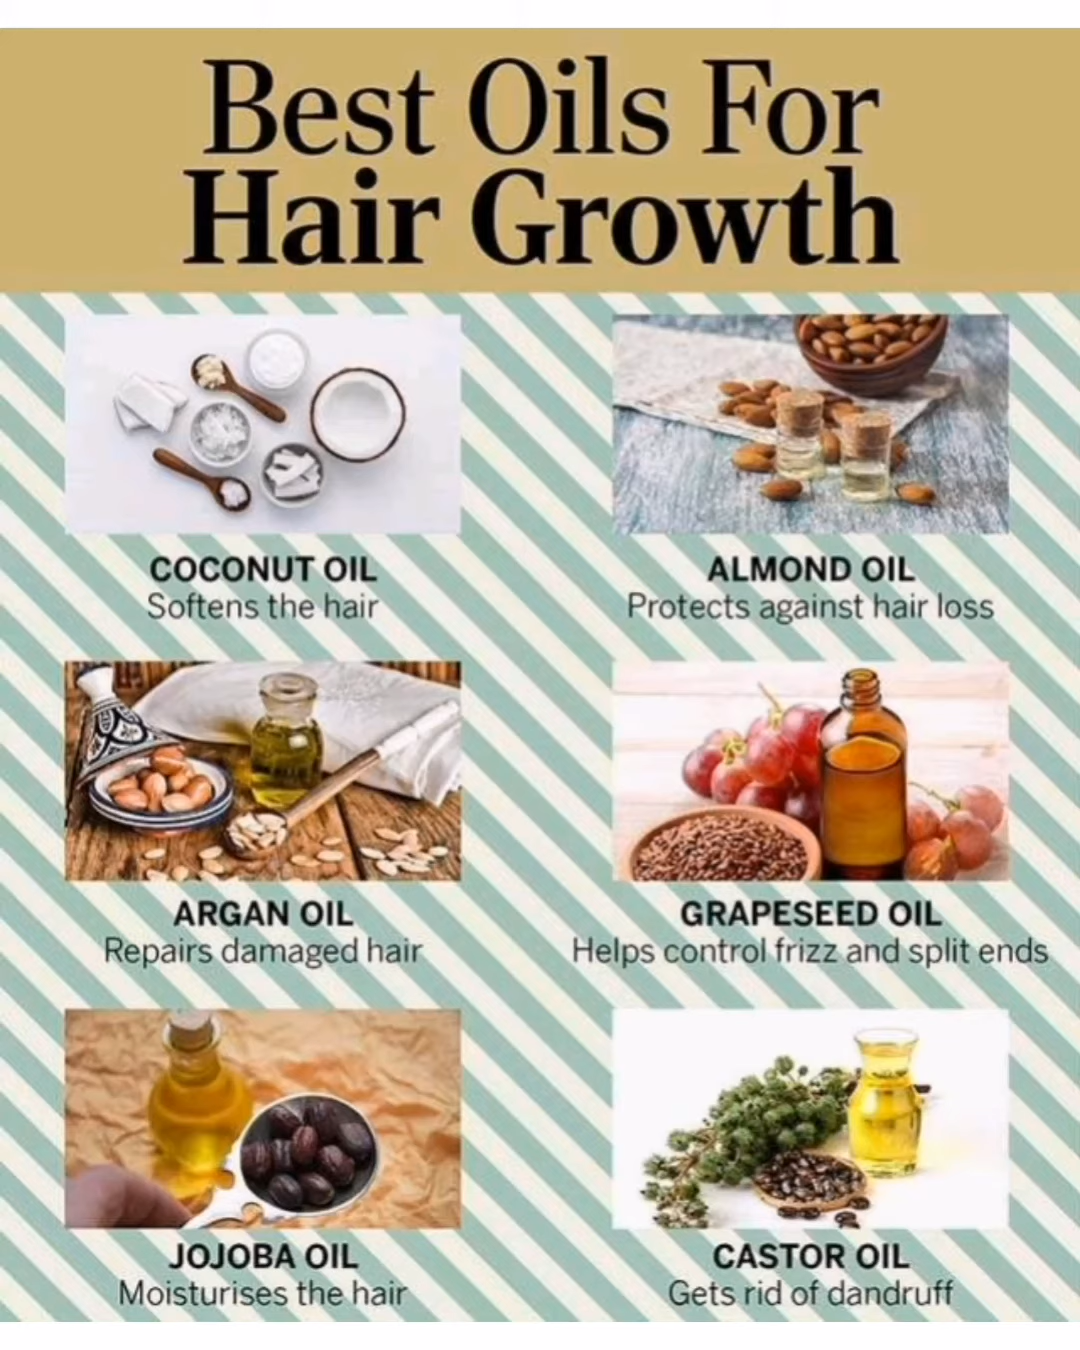 Best Oils For
Hair Growth
COCONUT OIL
Softens the hair
ALMOND OIL
Protects against hair loss
ARGAN OIL
Repairs damaged hair
GRAPESEED OIL
Helps control frizz and split ends
JOJOBA OIL
Moisturises the hair
CASTOR OIL
Gets rid of dandruff